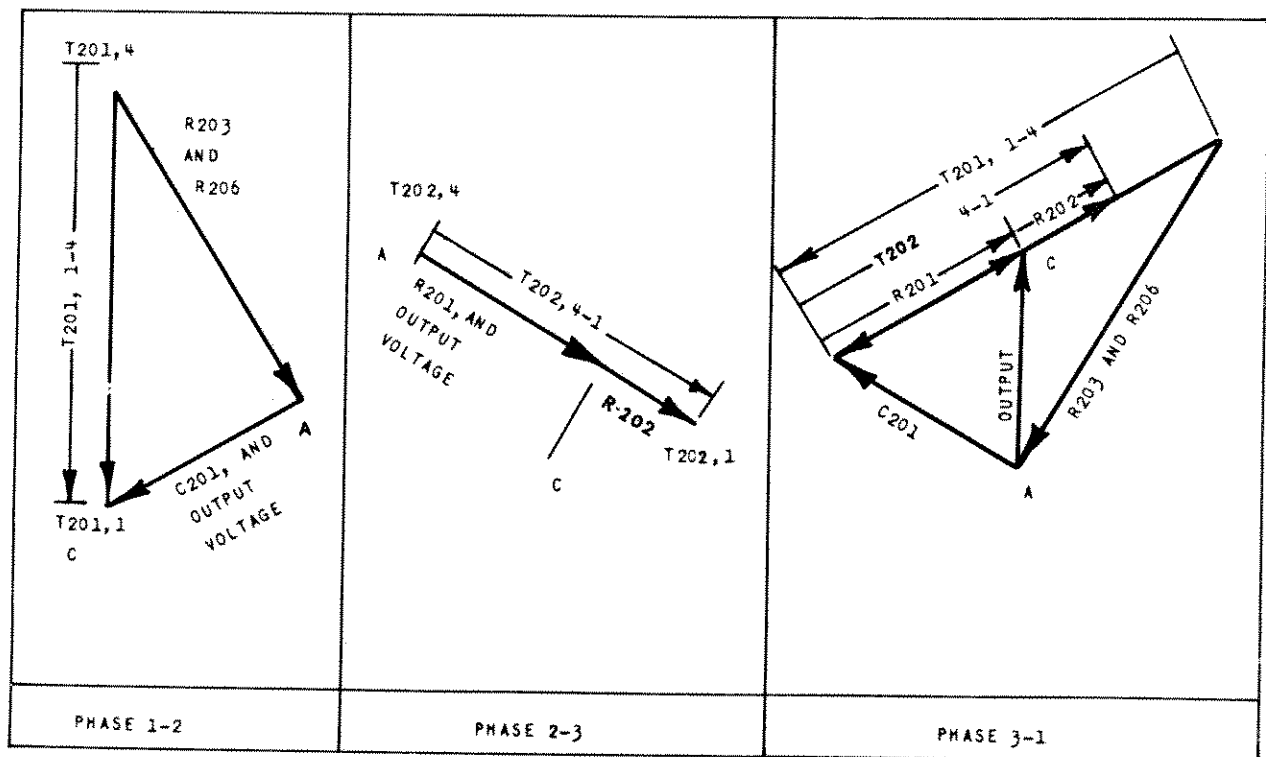 T201,4
R203
AND
R206
T201, 1-4
A
C201, AND
OUTPUT
VOLTAGE
T201,1
C
PHASE 1-2
T202,4
A
T202,4-1
R201, AND
OUTPUT
VOLTAGE
R-202
T202,1
C
PHASE 2-3
T201, 1-4
4-1
T202
R202
R201
C
OUTPUT
R203 AND R206
C201
A
PHASE 3-1